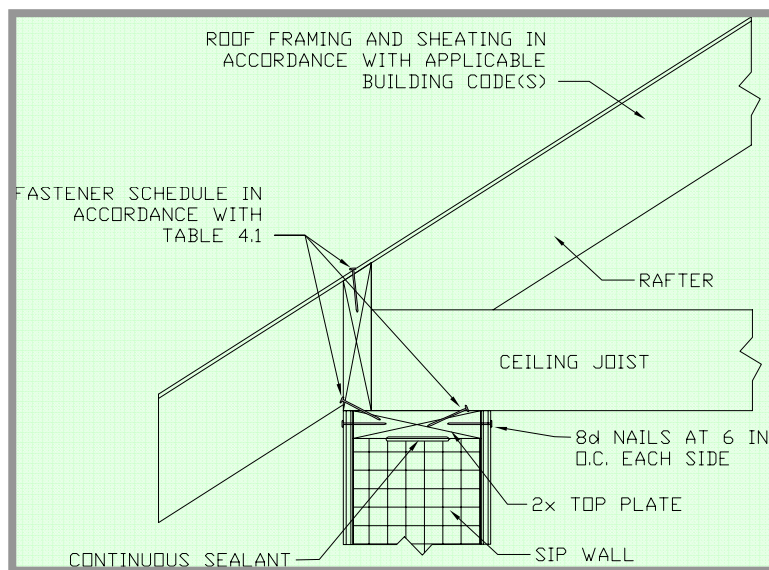 ROOF FRAMING AND SHEATING IN
ACCORDANCE WITH APPLICABLE
BUILDING CODE(S)
FASTENER SCHEDULE IN
ACCORDANCE WITH
TABLE 4.1
RAFTER
CEILING JOIST
8d NAILS AT 6 IN
O.C. EACH SIDE
2x TOP PLATE
SIP WALL
CONTINUOUS SEALANT